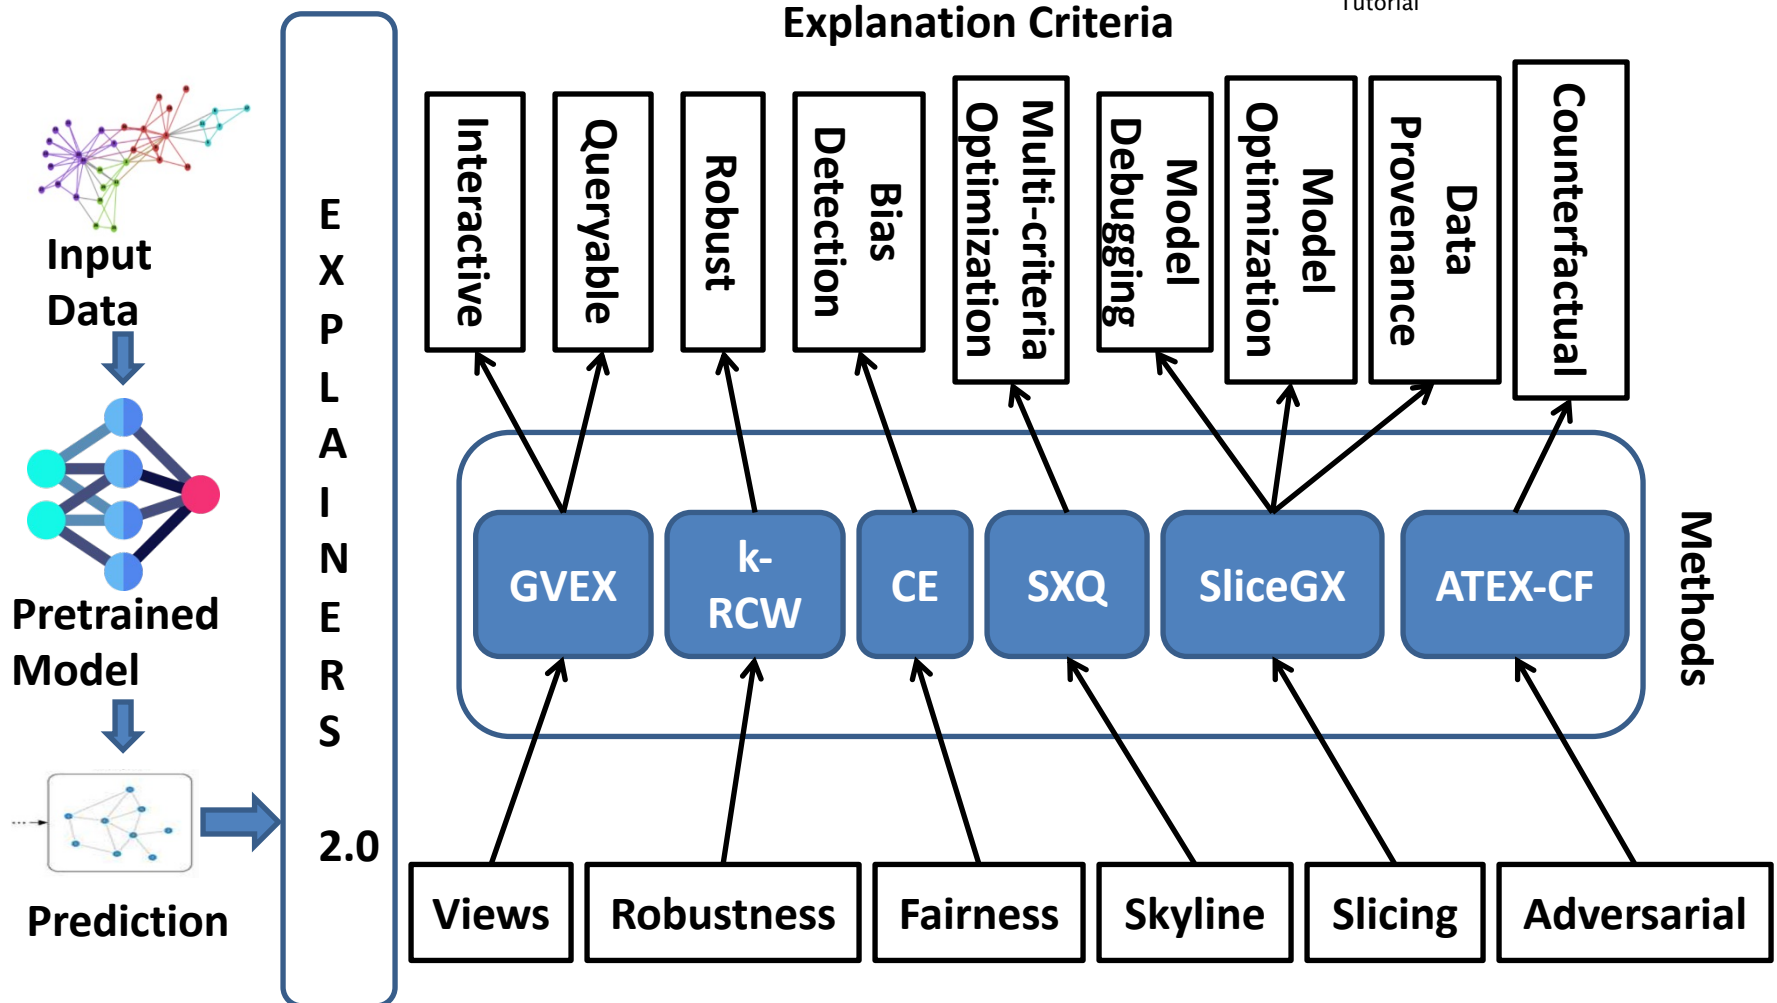 Tutorial
Explanation Criteria
Input
Data
Pretrained
Model
Prediction
E
X
P
L
A
I
N
E
R
S
2.0
Interactive
Queryable
Robust
Bias
Detection
Multi-criteria
Optimization
Model
Debugging
Model
Optimization
Data
Provenance
Counterfactual
GVEX
k-
RCW
CE
SXQ
SliceGX
ATEX-CF
Methods
Views
Robustness
Fairness
Skyline
Slicing
Adversarial